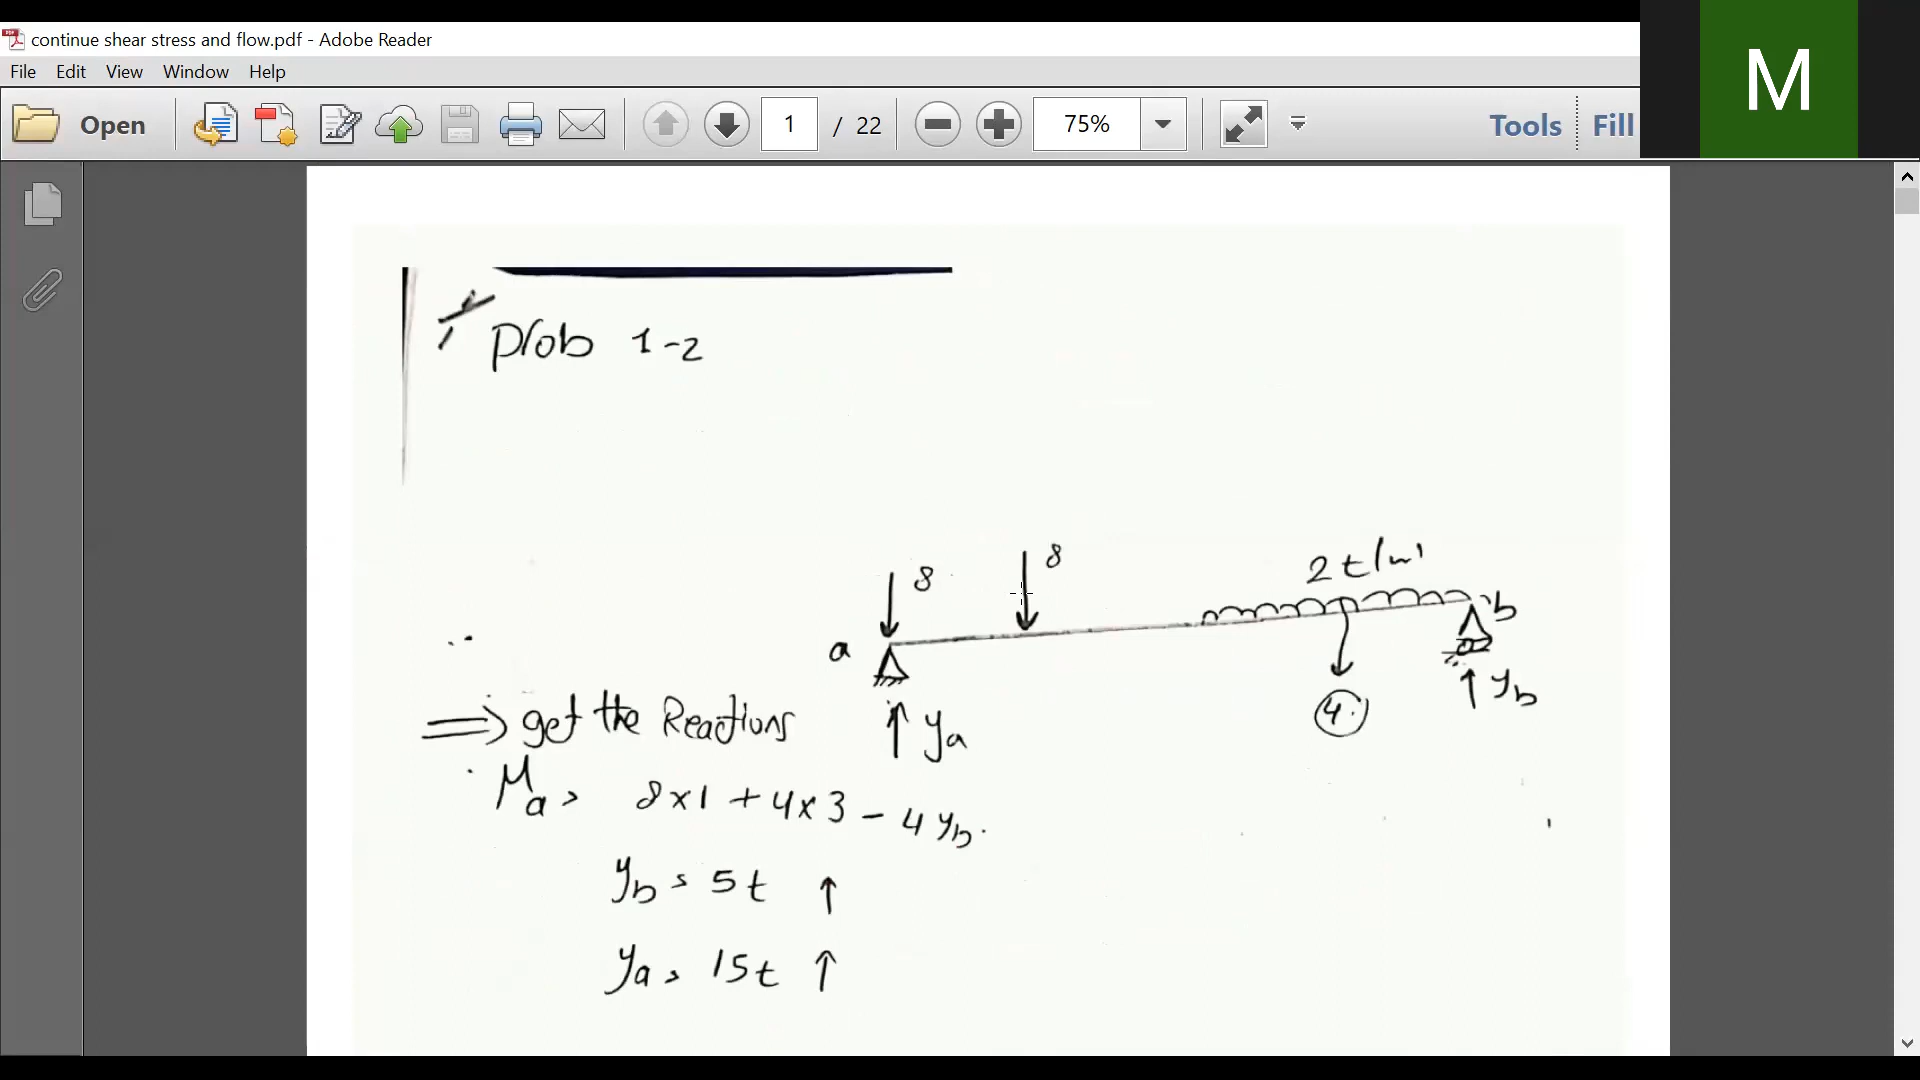 continue shear stress and flow.pdf - Adobe Reader
M
File Edit View Window Help
Open 1 / 22 75% Tools Fill
Prob 1-2
8 8 2 t/m'
a b
4
yb
⇒ get the Reactions ya
Ma = 8x1 + 4x3 - 4 yb.
yb = 5t ↑
ya = 15t ↑